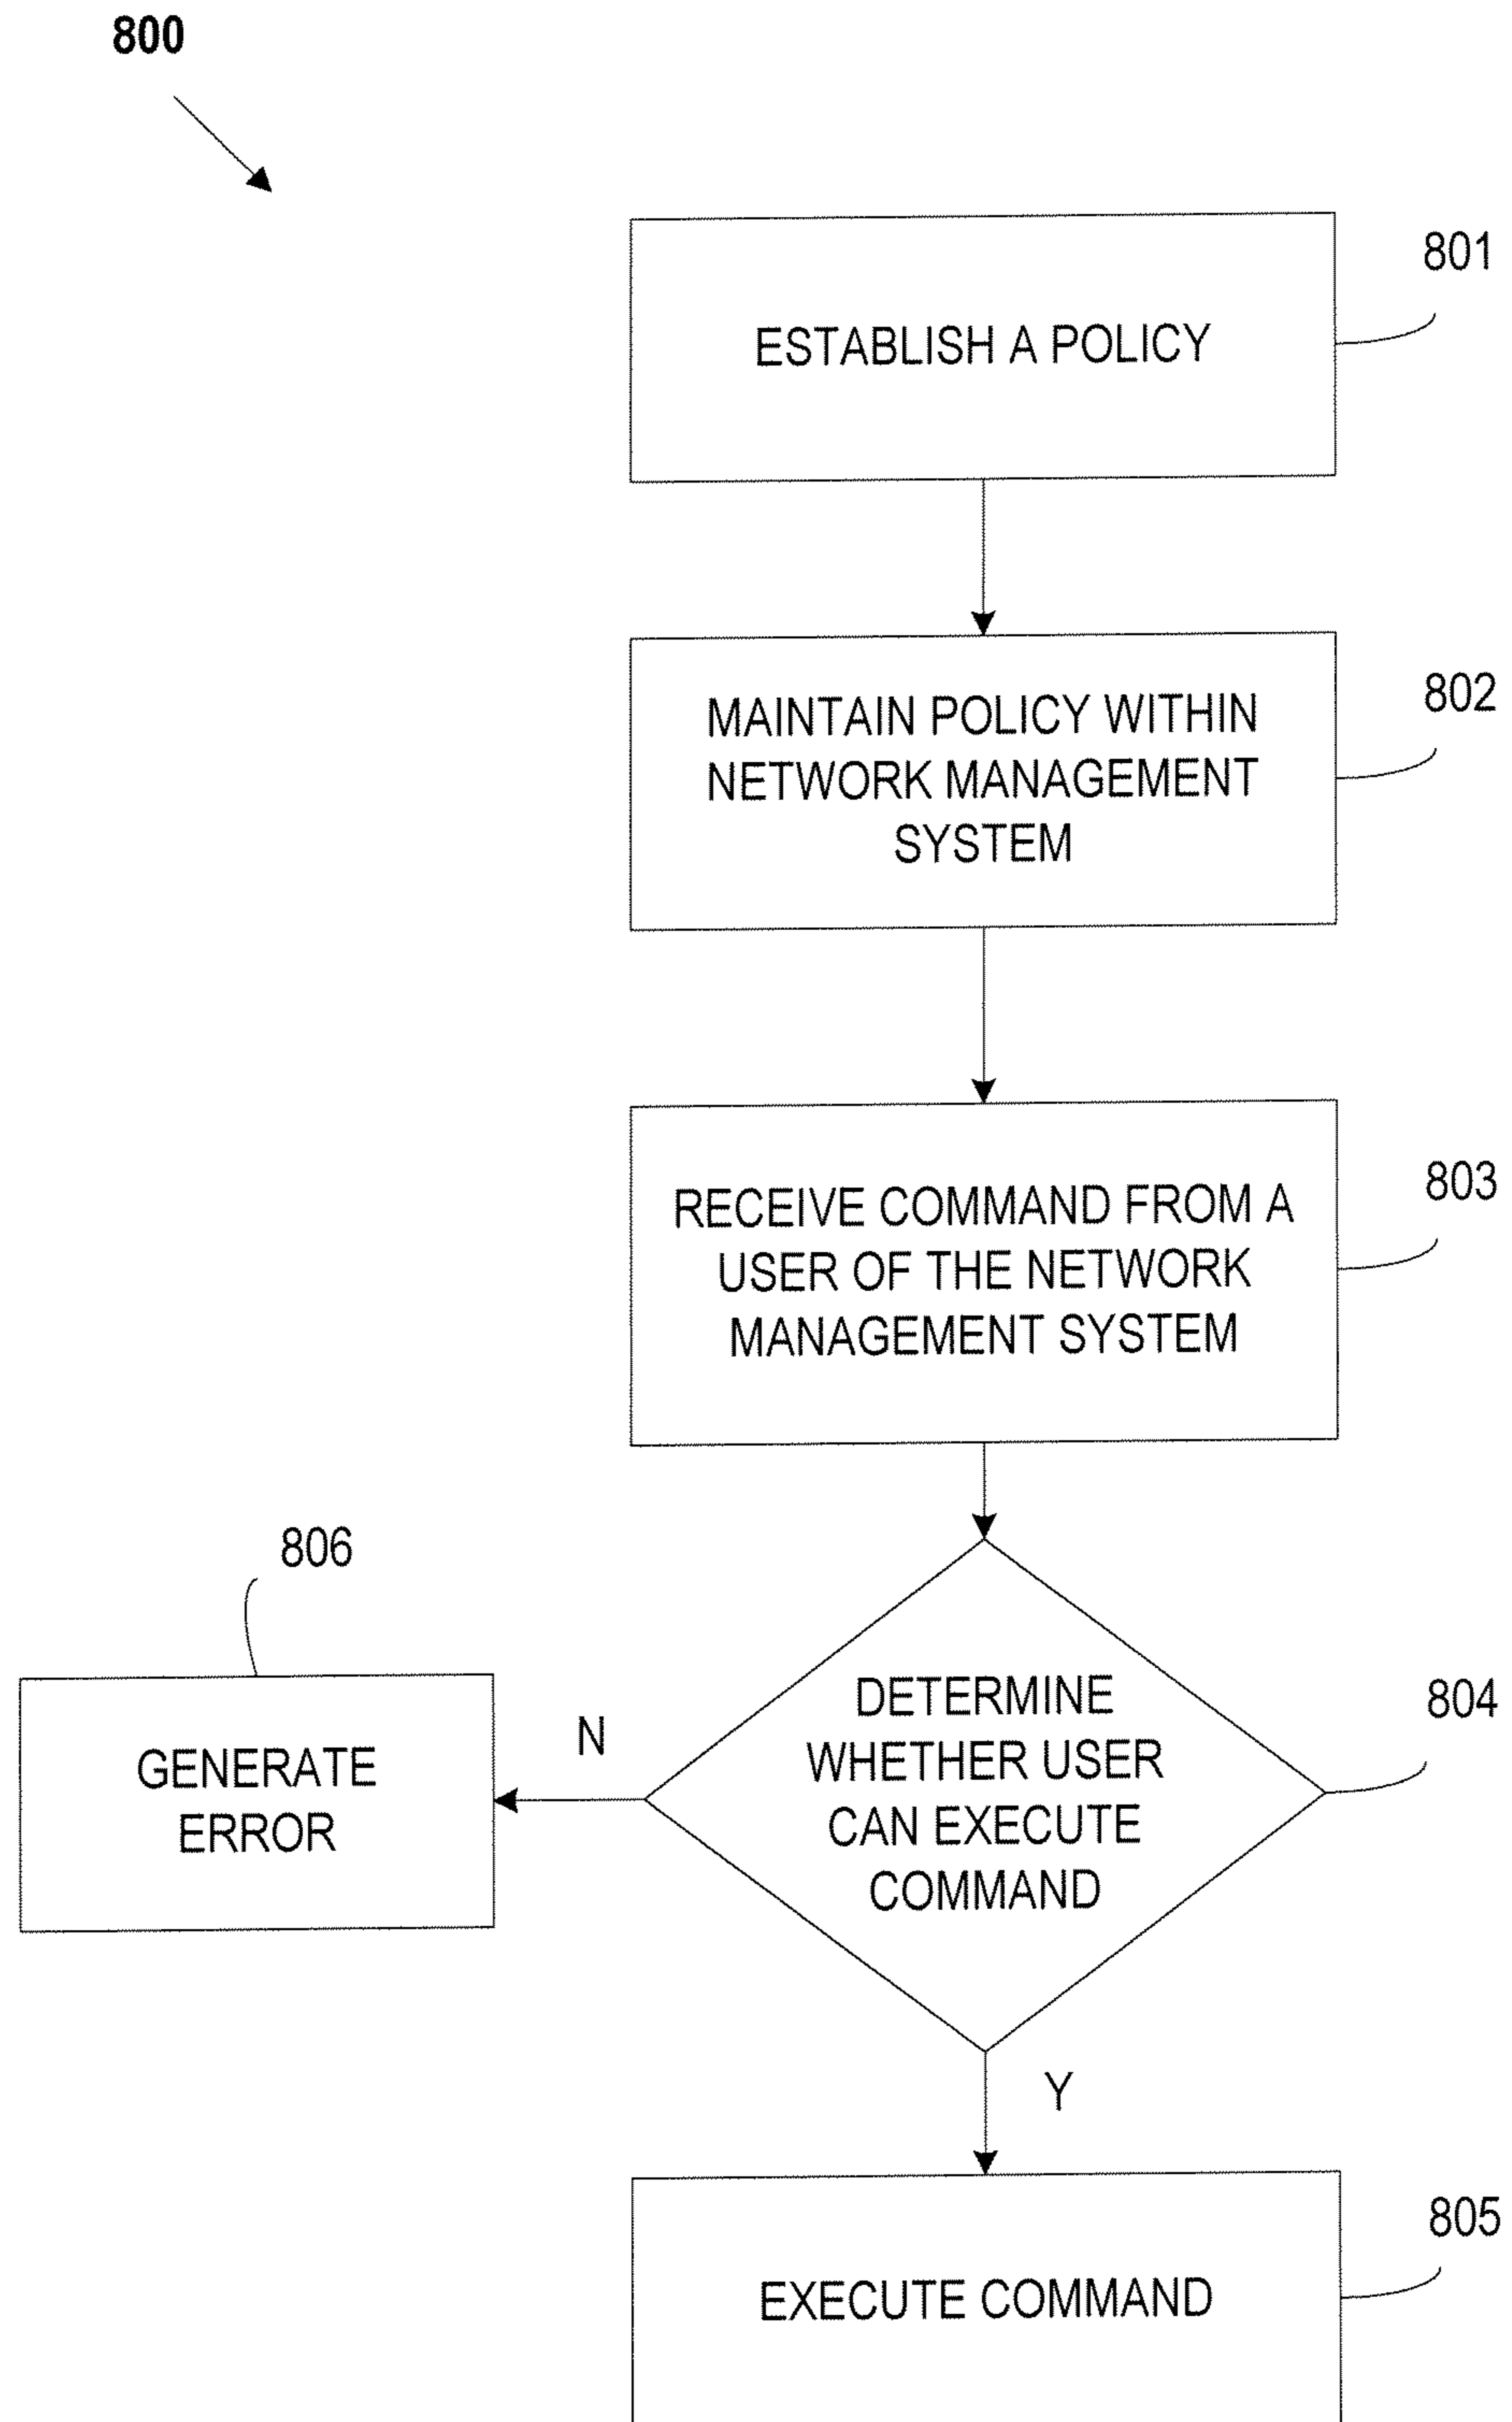 800
801
ESTABLISH A POLICY
802
MAINTAIN POLICY WITHIN
NETWORK MANAGEMENT
SYSTEM
803
RECEIVE COMMAND FROM A
USER OF THE NETWORK
MANAGEMENT SYSTEM
806
GENERATE
ERROR
N
804
DETERMINE
WHETHER USER
CAN EXECUTE
COMMAND
Y
805
EXECUTE COMMAND